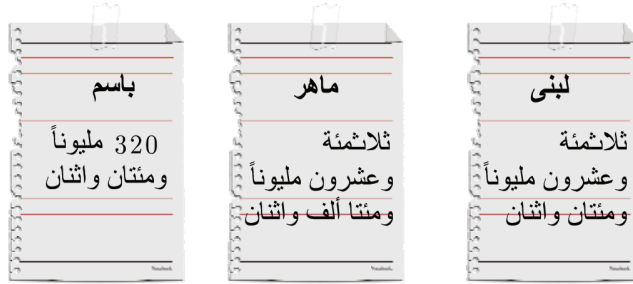 لبنى
ثلاثمئة
وعشرون مليوناً
ومئتان واثنان
ماهر
ثلاثمئة
وعشرون مليوناً
ومئتا ألف واثنان
باسم
320 مليوناً
ومئتان واثنان